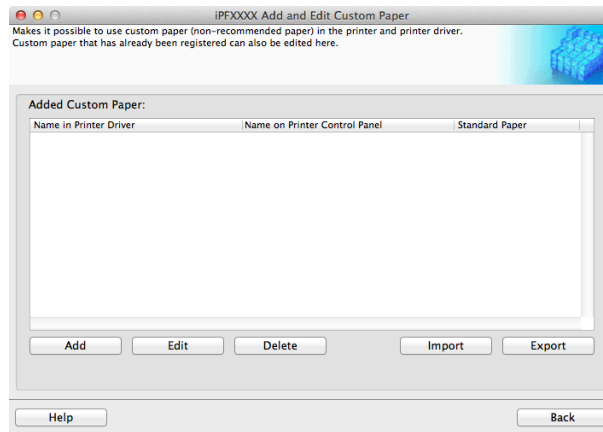 iPFXXXX Add and Edit Custom Paper
Makes it possible to use custom paper (non-recommended paper) in the printer and printer driver.
Custom paper that has already been registered can also be edited here.
Added Custom Paper:
Name in Printer Driver Name on Printer Control Panel Standard Paper
Add Edit Delete Import Export
Help Back